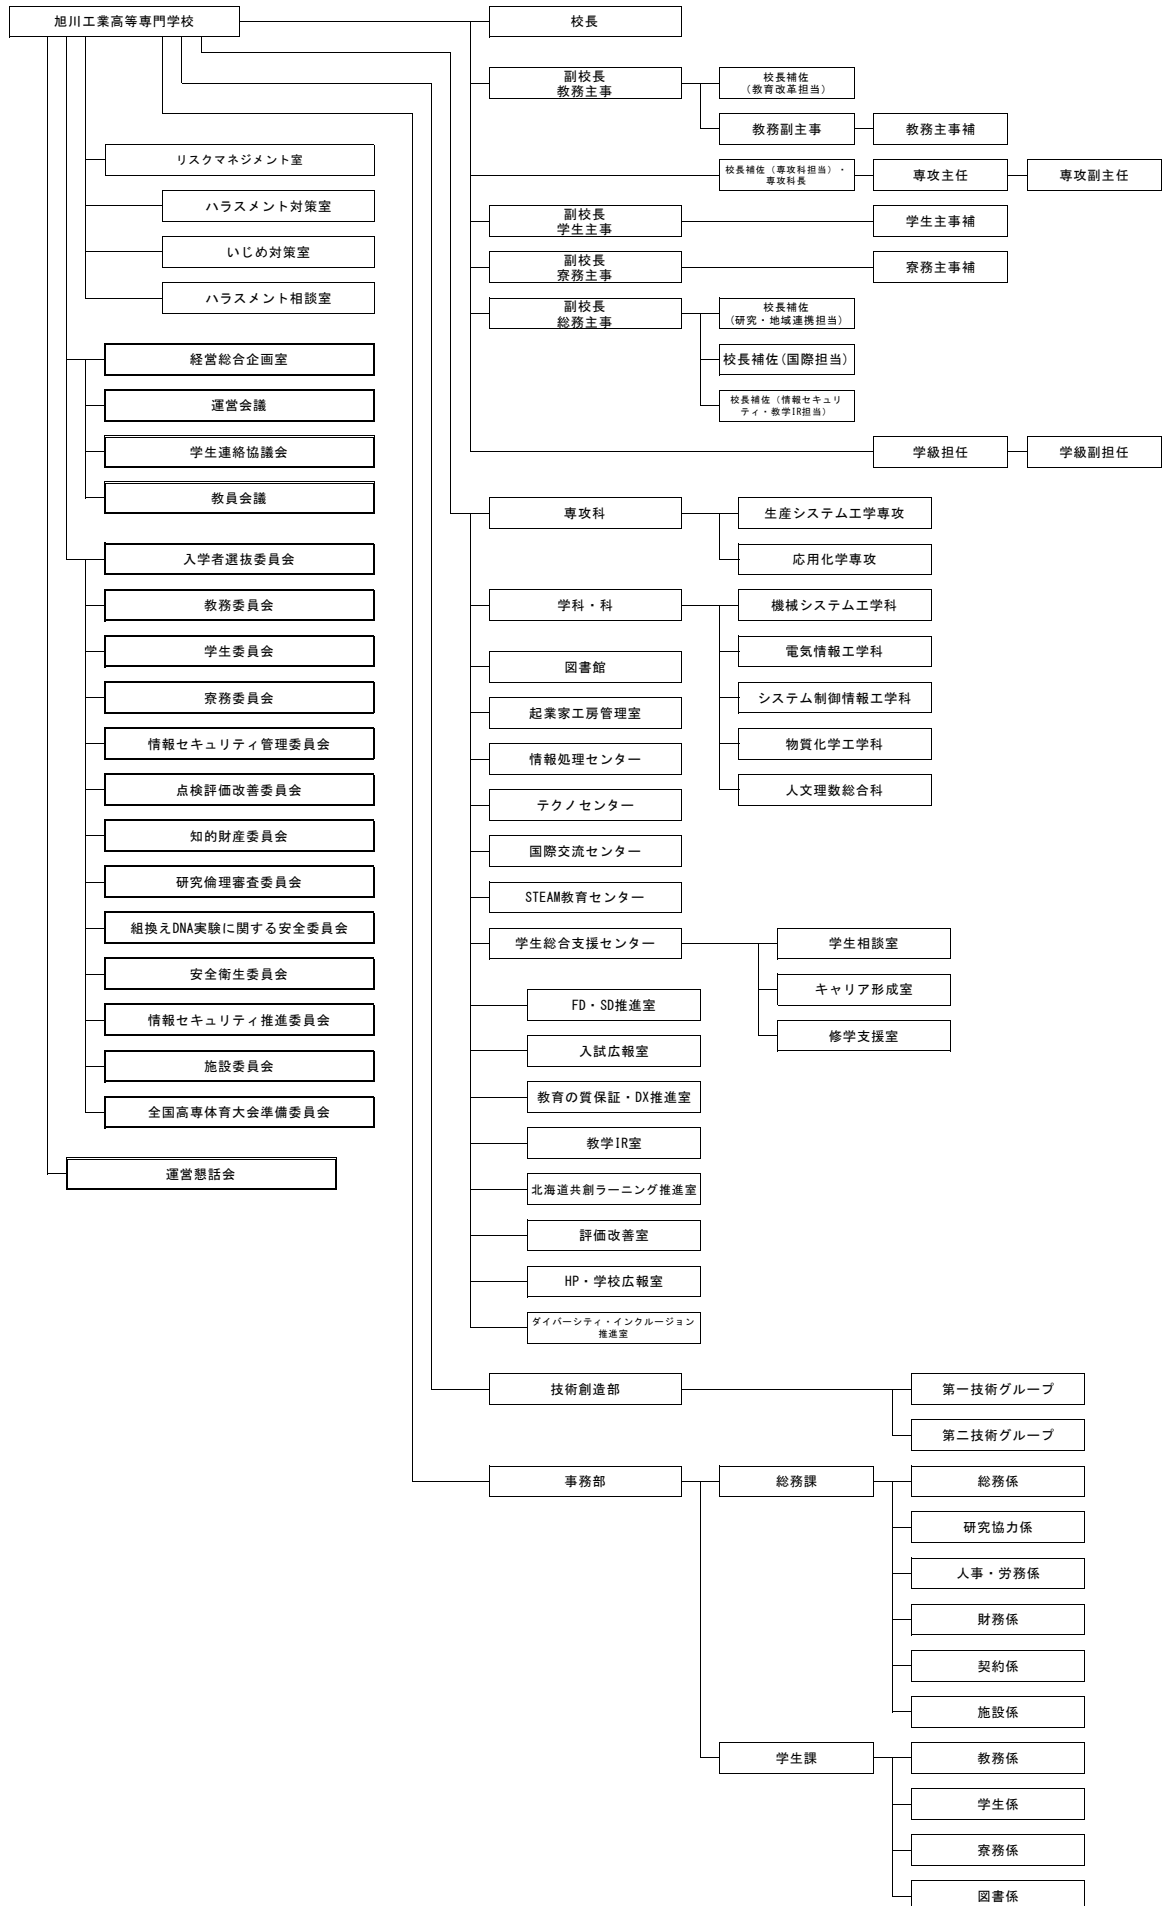 旭川工業高等専門学校
リスクマネジメント室
ハラスメント対策室
いじめ対策室
ハラスメント相談室
経営総合企画室
運営会議
学生連絡協議会
教員会議
入学者選抜委員会
教務委員会
学生委員会
寮務委員会
情報セキュリティ管理委員会
点検評価改善委員会
知的財産委員会
研究倫理審査委員会
組換えDNA実験に関する安全委員会
安全衛生委員会
情報セキュリティ推進委員会
施設委員会
全国高専体育大会準備委員会
運営懇話会
校長
副校長
教務主事
校長補佐
（教育改革担当）
教務副主事
教務主事補
校長補佐（専攻科担当）・
専攻科長
専攻主任
専攻副主任
副校長
学生主事
学生主事補
副校長
寮務主事
寮務主事補
副校長
総務主事
校長補佐
（研究・地域連携担当）
校長補佐(国際担当)
校長補佐（情報セキュリ
ティ・教学IR担当）
学級担任
学級副担任
専攻科
生産システム工学専攻
応用化学専攻
学科・科
機械システム工学科
電気情報工学科
システム制御情報工学科
物質化学工学科
人文理数総合科
図書館
起業家工房管理室
情報処理センター
テクノセンター
国際交流センター
STEAM教育センター
学生総合支援センター
学生相談室
キャリア形成室
修学支援室
FD・SD推進室
入試広報室
教育の質保証・DX推進室
教学IR室
北海道共創ラーニング推進室
評価改善室
HP・学校広報室
ダイバーシティ・インクルージョン
推進室
技術創造部
第一技術グループ
第二技術グループ
事務部
総務課
総務係
研究協力係
人事・労務係
財務係
契約係
施設係
学生課
教務係
学生係
寮務係
図書係